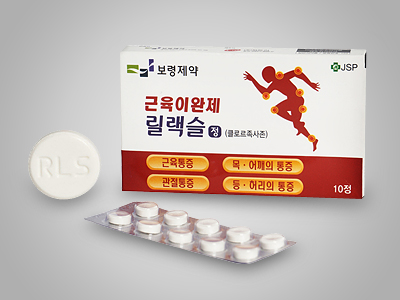 보령제약
JSP
근육이완제
릴랙슬 정 (클로르족사존)
근육통증
목·어깨의 통증
관절통증
등·허리의 통증
10정
RLS